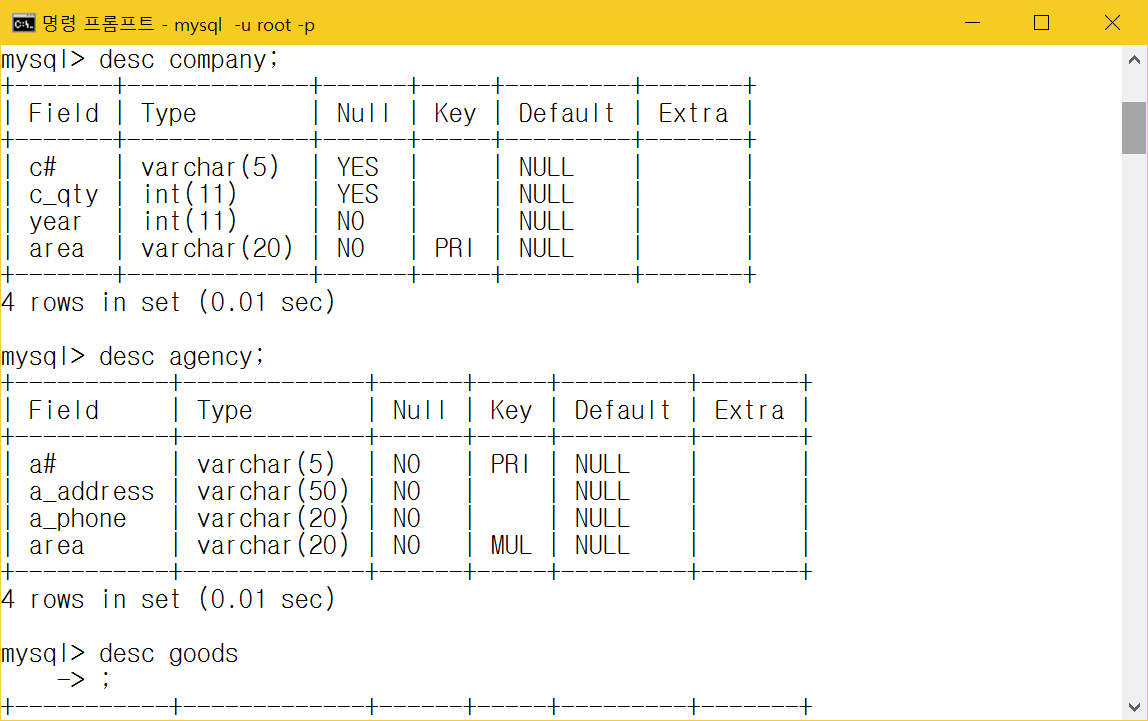 명령 프롬프트 - mysql  -u root -p
mysql> desc company;
+--------+-------------+------+-----+---------+-------+
| Field | Type        | Null | Key | Default | Extra |
+--------+-------------+------+-----+---------+-------+
| c#    | varchar(5)  | YES  |     | NULL    |       |
| c_qty | int(11)     | YES  |     | NULL    |       |
| year  | int(11)     | NO   |     | NULL    |       |
| area  | varchar(20) | NO   | PRI | NULL    |       |
+--------+-------------+------+-----+---------+-------+
4 rows in set (0.01 sec)
mysql> desc agency;
+-----------+-------------+------+-----+---------+-------+
| Field     | Type        | Null | Key | Default | Extra |
+-----------+-------------+------+-----+---------+-------+
| a#        | varchar(5)  | NO   | PRI | NULL    |       |
| a_address | varchar(50) | NO   |     | NULL    |       |
| a_phone   | varchar(20) | NO   |     | NULL    |       |
| area      | varchar(20) | NO   | MUL | NULL    |       |
+-----------+-------------+------+-----+---------+-------+
4 rows in set (0.01 sec)
mysql> desc goods
    -> ;
+-----------+-------------+------+-----+---------+-------+